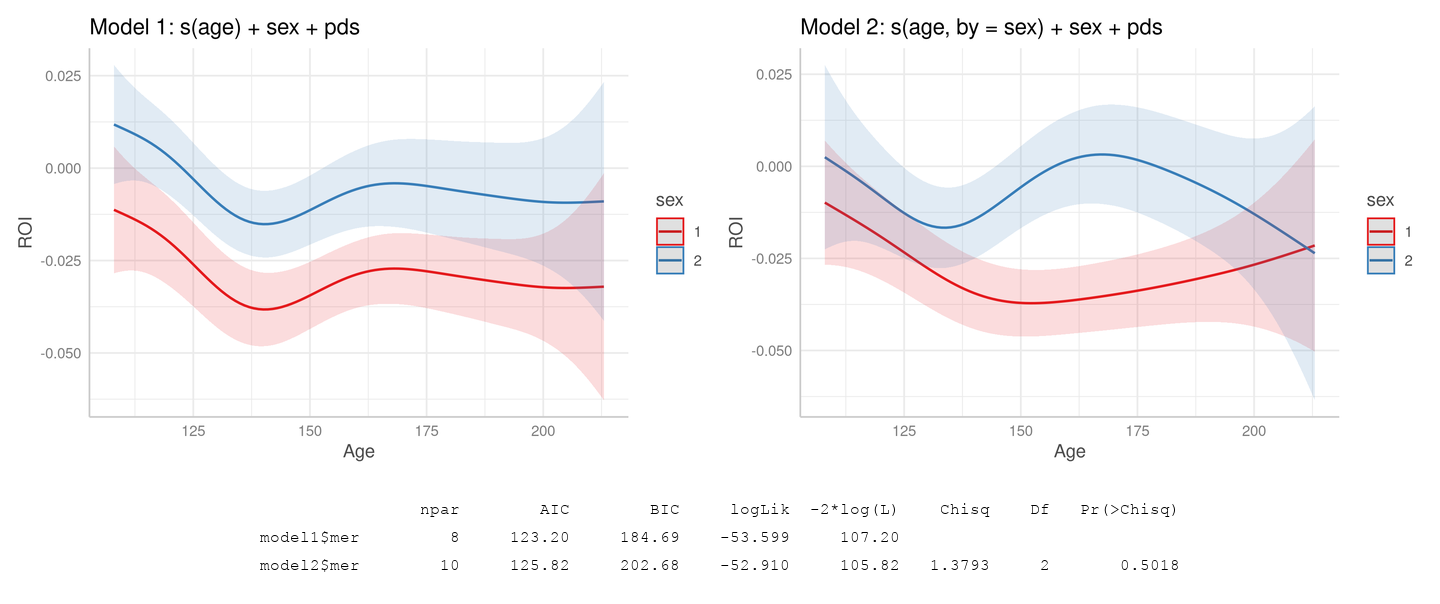 Model 1: s(age) + sex + pds
0.025
0.000
-0.025
-0.050
ROI
125 150 175 200
Age
sex
1
2
Model 2: s(age, by = sex) + sex + pds
0.025
0.000
-0.025
-0.050
ROI
125 150 175 200
Age
sex
1
2
npar AIC BIC logLik -2*log(L) Chisq Df Pr(>Chisq)
model1$mer 8 123.20 184.69 -53.599 107.20
model2$mer 10 125.82 202.68 -52.910 105.82 1.3793 2 0.5018